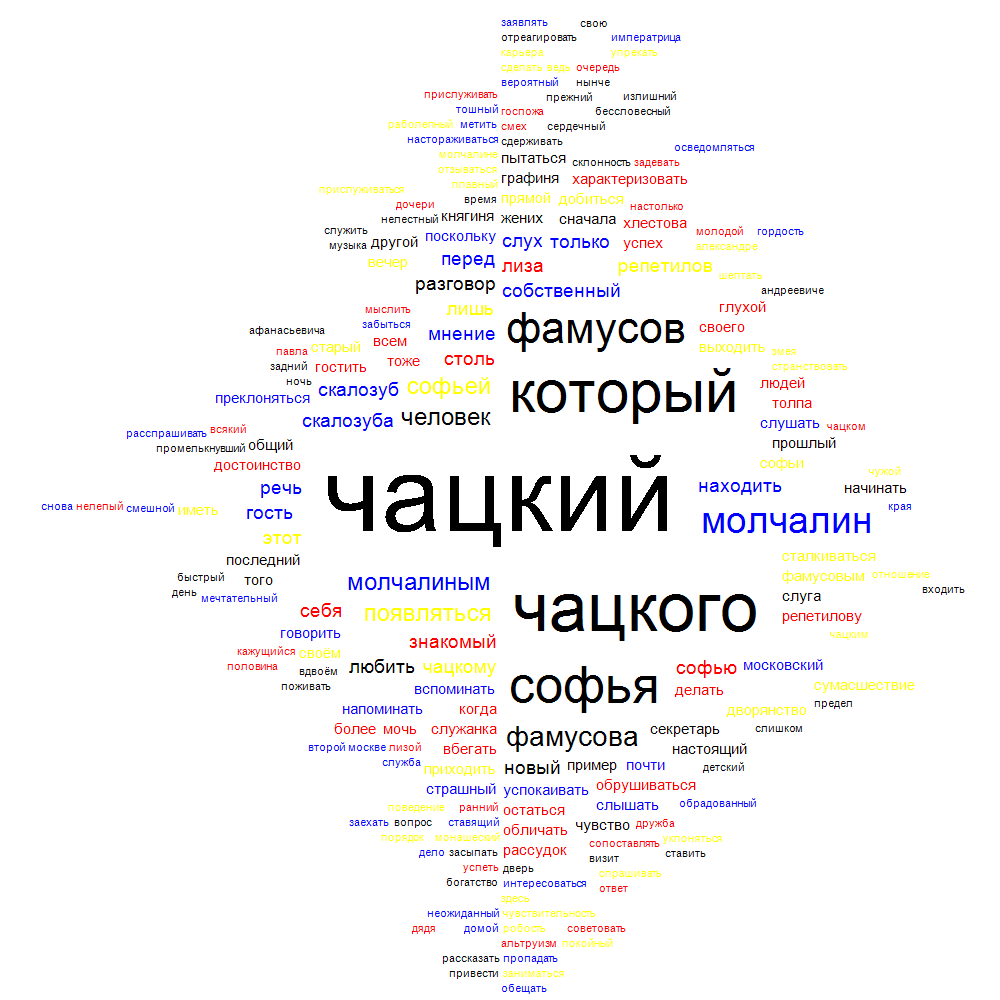 заявлять свою
отреагировать императрица
карьера упрекать
сделать ведь очередь
вероятный нынче
прислуживать прежний излишний
тошный госпожа бессловесный
раболепный метить смех сердечный
настораживаться сдерживать осведомляться
молчалина пытаться склонность задевать
отзываться графиня характеризовать
прислуживаться плавный
время прямой добиться
дочери настолько
нелестный княгиня жених сначала хлестова
служить молодой гордость
музыка другой поскольку слух только успех александра
вечер перед лиза репетилов шептать
разговор собственный андреевиче
мыслить лишь глухой
афанасьевича забыться мнение фамусов своего
павла старый всем выходить змея
задний гостить тоже столь странствовать
ночь скалозуб софьей который людей
преклоняться толпа
скалозуба человек слушать чацком
расспрашивать всякий
промелькнувший общий прошлый
достоинство софьи чужой
речь чацкий находить начинать
снова нелепый смешной иметь гость молчалин края
этот
последний сталкиваться
быстрый того молчалиным фамусовым отношение
день мечтательный слуга входить
себя появляться чацкого репетилову
говорить знакомый чацким
кажущийся своём
половина вдвоём любить чацкому софью московский
поживать вспоминать софья делать сумасшествие
напоминать когда дворянство предел
более мочь служанка фамусова секретарь слишком
второй москве лизой вбегать настоящий
служба приходить новый пример почти детский
страшный успокаивать обрушиваться
поведение ранний остаться слышать обрадованный
заехать вопрос ставящий обличать чувство дружба
порядок монашеский сопоставлять уклоняться
дело засыпать рассудок визит ставить
успеть дверь спрашивать
богатство интересоваться ответ
здесь
неожиданный чувствительность
дядя домой робость советовать
альтруизм покойный
рассказать пропадать
привести заниматься
обещать